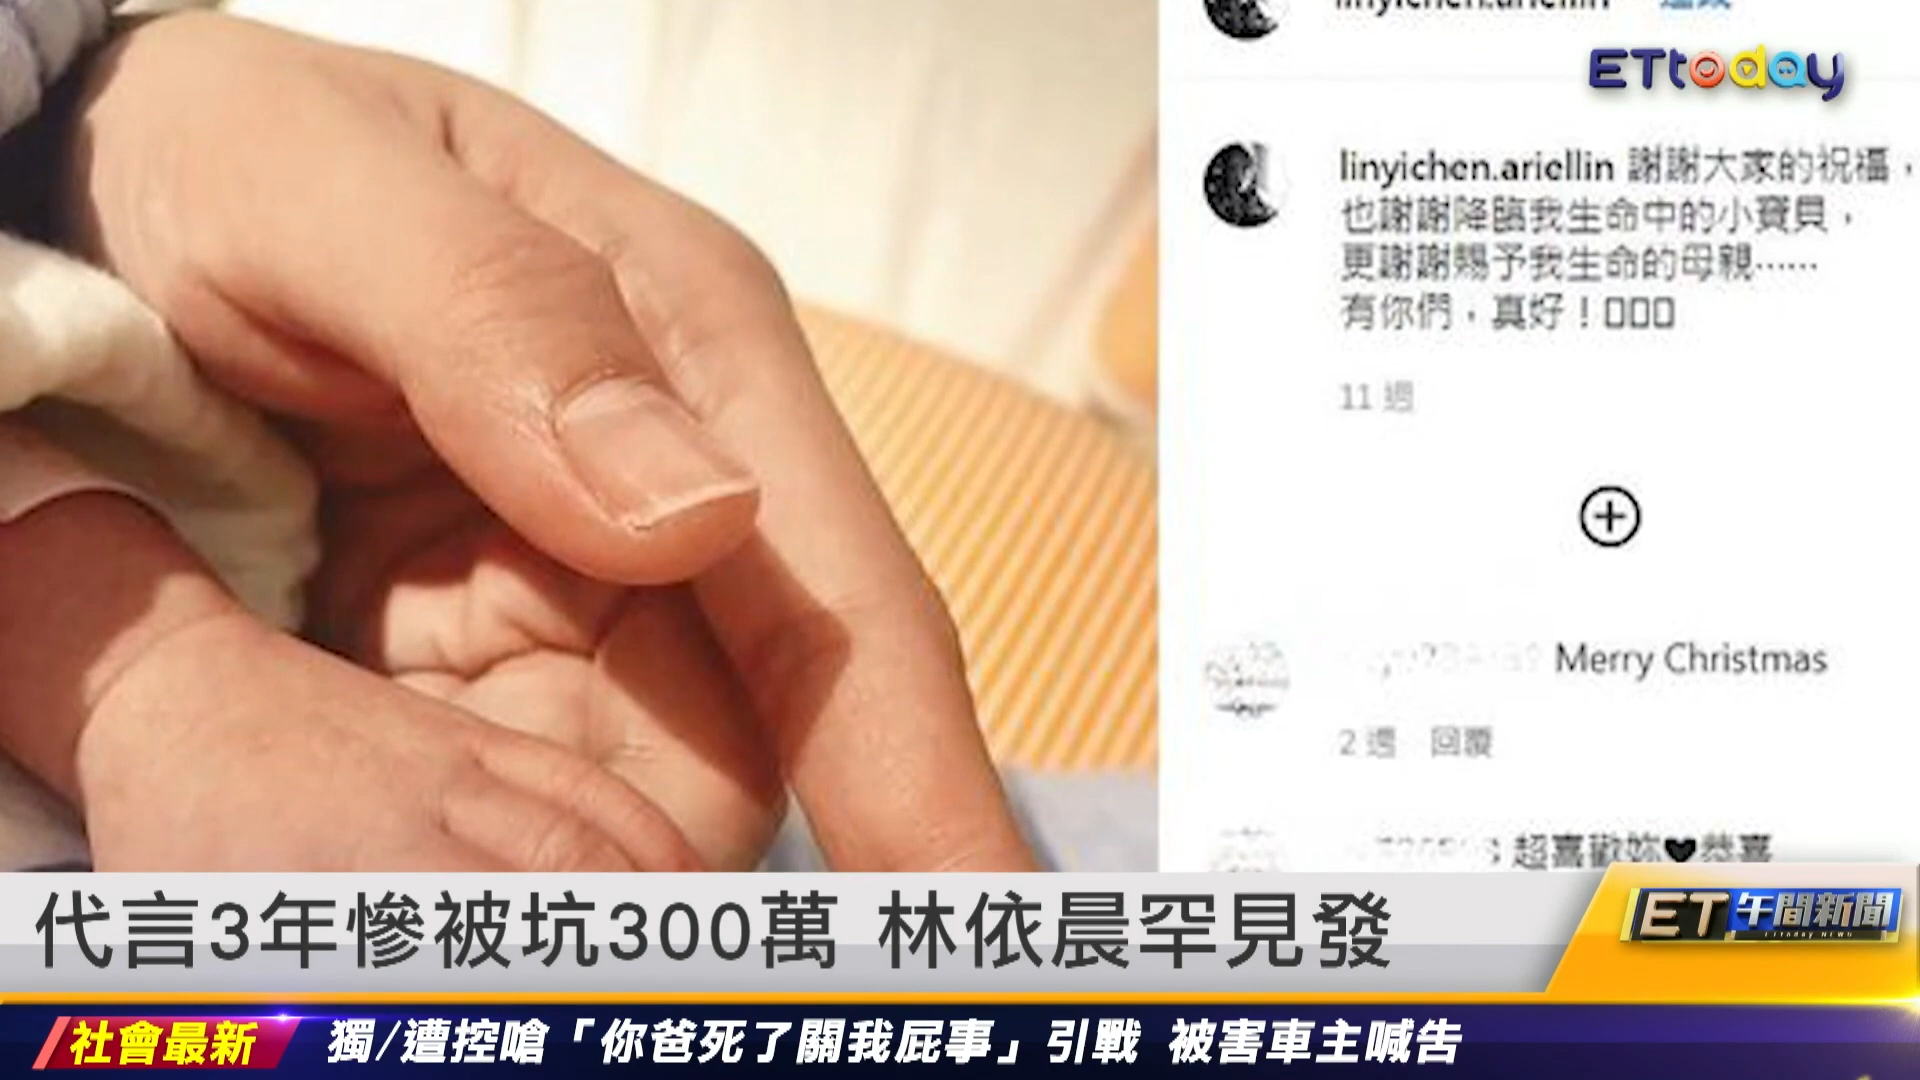 linyichen.ariellin
ETtoday
linyichen.ariellin 謝謝大家的祝福，
也謝謝降臨我生命中的小寶貝，
更謝謝賜予我生命的母親……
有你們，真好！
11 週
Merry Christmas
2 週 回覆
超喜歡妳♥恭喜
代言3年慘被坑300萬 林依晨罕見發
ET午間新聞
ETtoday NEWS
社會最新 獨/遭控嗆「你爸死了關我屁事」引戰 被害車主喊告